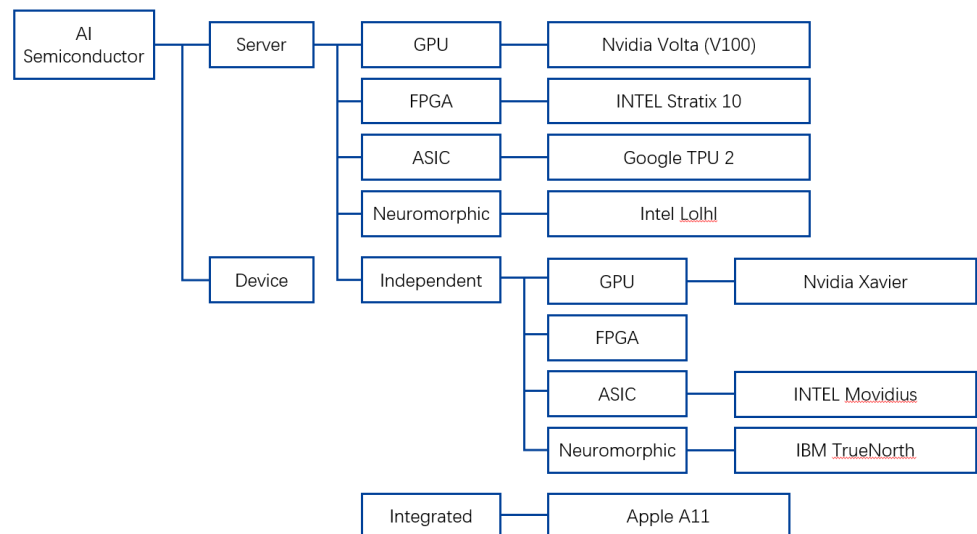 AI
Semiconductor
Server
GPU
Nvidia Volta (V100)
FPGA
INTEL Stratix 10
ASIC
Google TPU 2
Neuromorphic
Intel Lolhl
Device
Independent
GPU
Nvidia Xavier
FPGA
ASIC
INTEL Movidius
Neuromorphic
IBM TrueNorth
Integrated
Apple A11